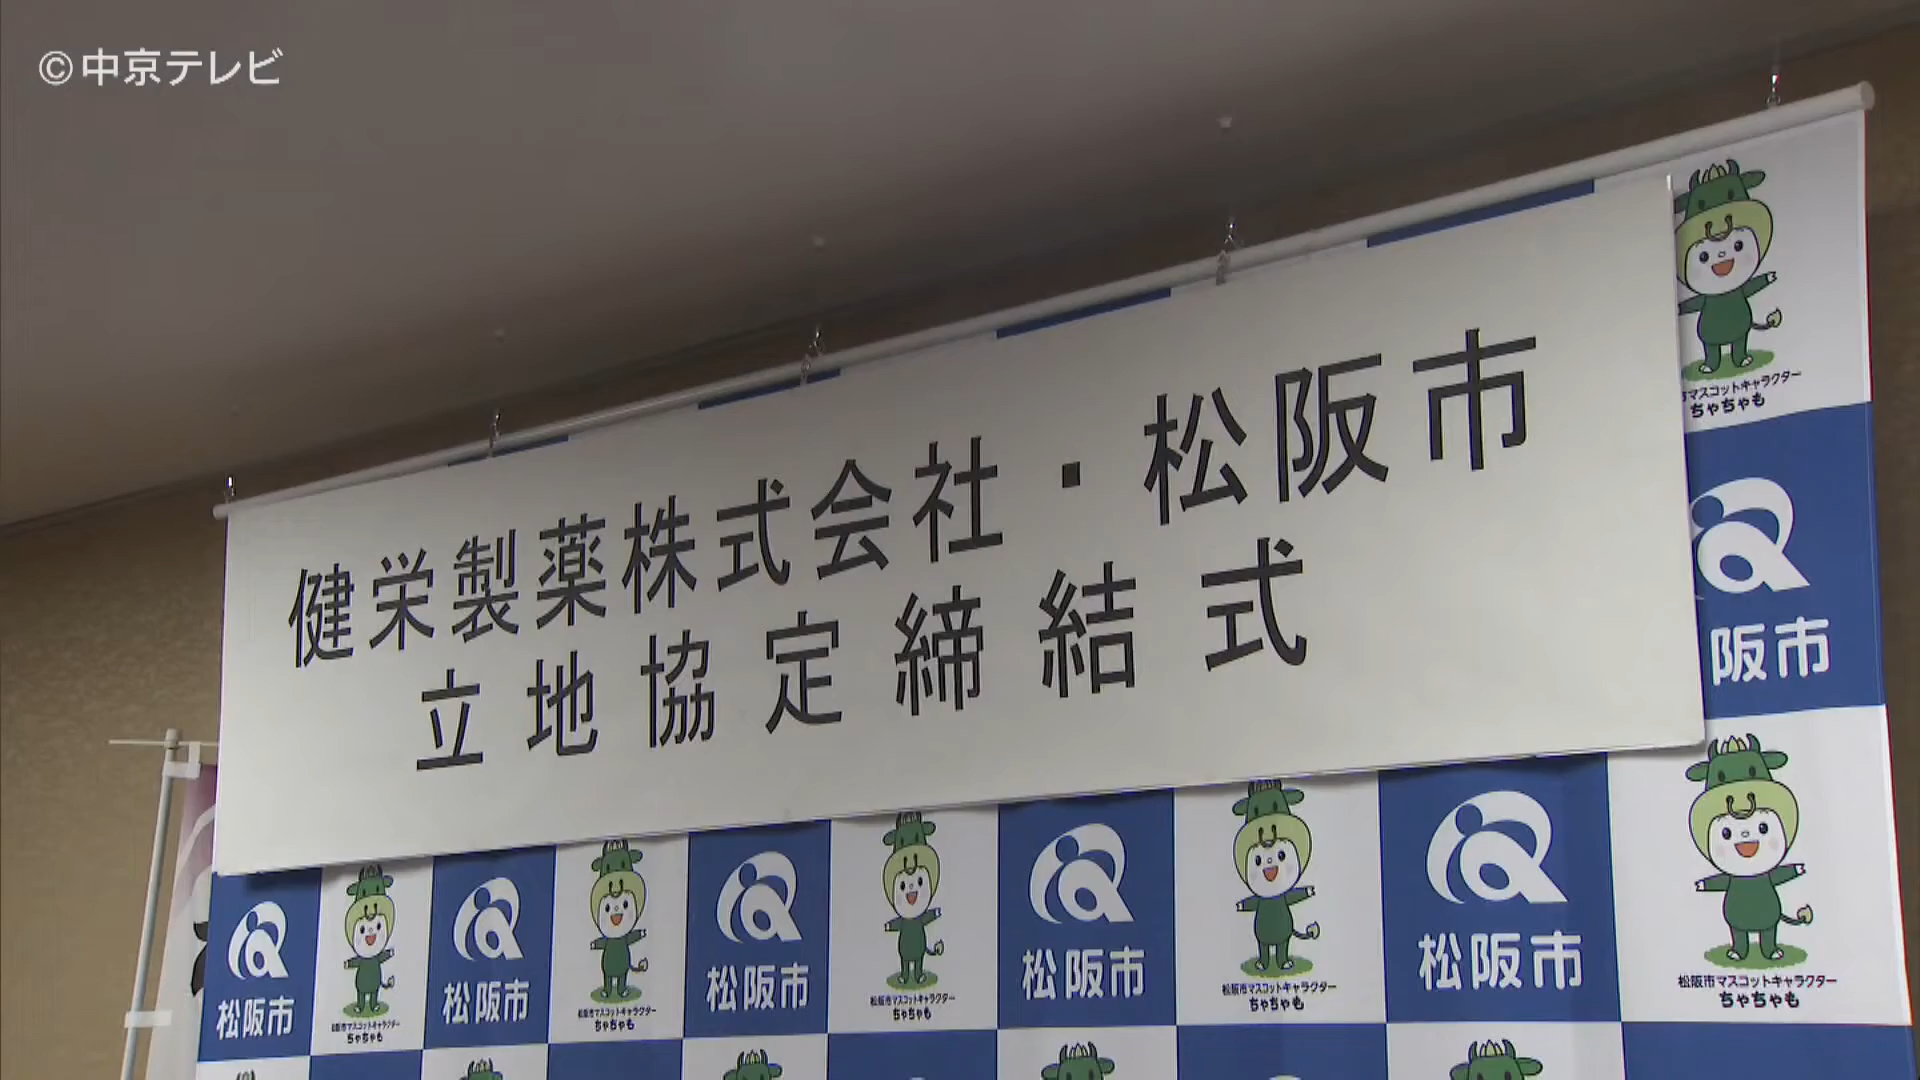 ©中京テレビ
健栄製薬株式会社・松阪市
立地協定締結式
市マスコットキャラクター
ちゃちゃも
阪市
松阪市
松阪市マスコットキャラクター
ちゃちゃも
松阪市
松阪市マスコットキャラクター
ちゃちゃも
松阪市
松阪市マスコットキャラクター
ちゃちゃも
松阪市
松阪市マスコットキャラクター
ちゃちゃも
松阪市
松阪市マスコットキャラクター
ちゃちゃも